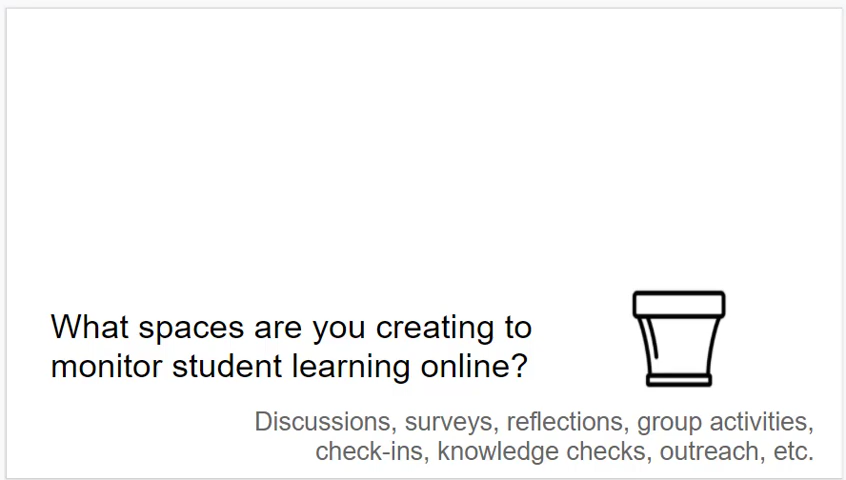 What spaces are you creating to
monitor student learning online?
Discussions, surveys, reflections, group activities,
check-ins, knowledge checks, outreach, etc.